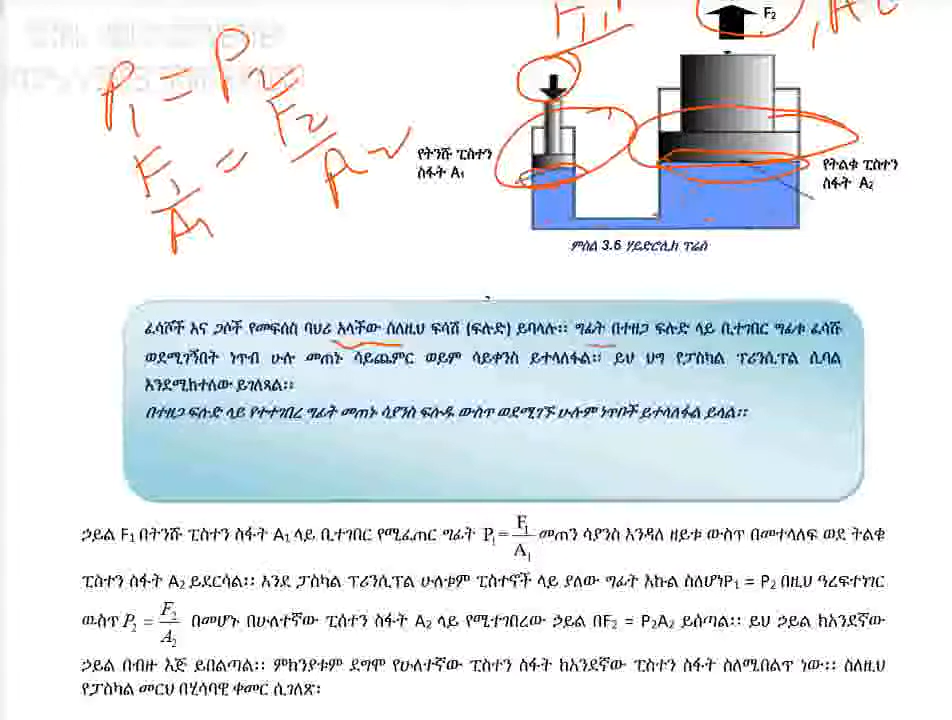 F₁
F₂
P₁ = P₂
F₁/A₁ = F₂/A₂
የትንሹ ፒስተን
ስፋት A₁
የትልቁ ፒስተን
ስፋት A₂
ምስል 3.6 ሃይድሮሊክ ፕሬስ
ፈሳሾች እና ጋሶች የመፍሰስ ባህሪ አላቸው ስለዚህ ፍሳሽ (ፍሉድ) ይባላሉ፡፡ ግፊት በተዘጋ ፍሉድ ላይ ቢተገበር ግፊቱ ፈሳሹ
ወደሚገኝበት ነጥብ ሁሉ መጠኑ ሳይጨምር ወይም ሳይቀንስ ይተላለፋል፡፡ ይህ ህግ የፓስካል ፕሪንሲፕል ሲባል
እንደሚከተለው ይገለጻል፡፡
በተዘጋ ፍሉድ ላይ የተተገበረ ግፊት መጠኑ ሳያንስ ፍሉዱ ውስጥ ወደሚገኙ ሁሉም ነጥቦች ይተላለፋል ይላል፡፡
ኃይል F₁ በትንሹ ፒስተን ስፋት A₁ ላይ ቢተገበር የሚፈጠር ግፊት P₁=F₁/A₁ መጠን ሳያንስ እንዳለ ዘይቱ ውስጥ በመተላለፍ ወደ ትልቁ
ፒስተን ስፋት A₂ ይደርሳል፡፡ እንደ ፓስካል ፕሪንሲፕል ሁለቱም ፒስተኖች ላይ ያለው ግፊት እኩል ስለሆነP₁ = P₂ በዚህ ዓረፍተነገር
ዉስጥ P₂ = F₂/A₂ በመሆኑ በሁለተኛው ፒሰተን ስፋት A₂ ላይ የሚተገበረው ኃይል በF₂ = P₂A₂ ይሰጣል፡፡ ይህ ኃይል ከአንደኛው
ኃይል በብዙ እጅ ይበልጣል፡፡ ምክንያቱም ደግሞ የሁለተኛው ፒስተን ስፋት ከአንደኛው ፒስተን ስፋት ስለሚበልጥ ነው፡፡ ስለዚህ
የፓስካል መርህ በሂሳባዊ ቀመር ሲገለጽ፡